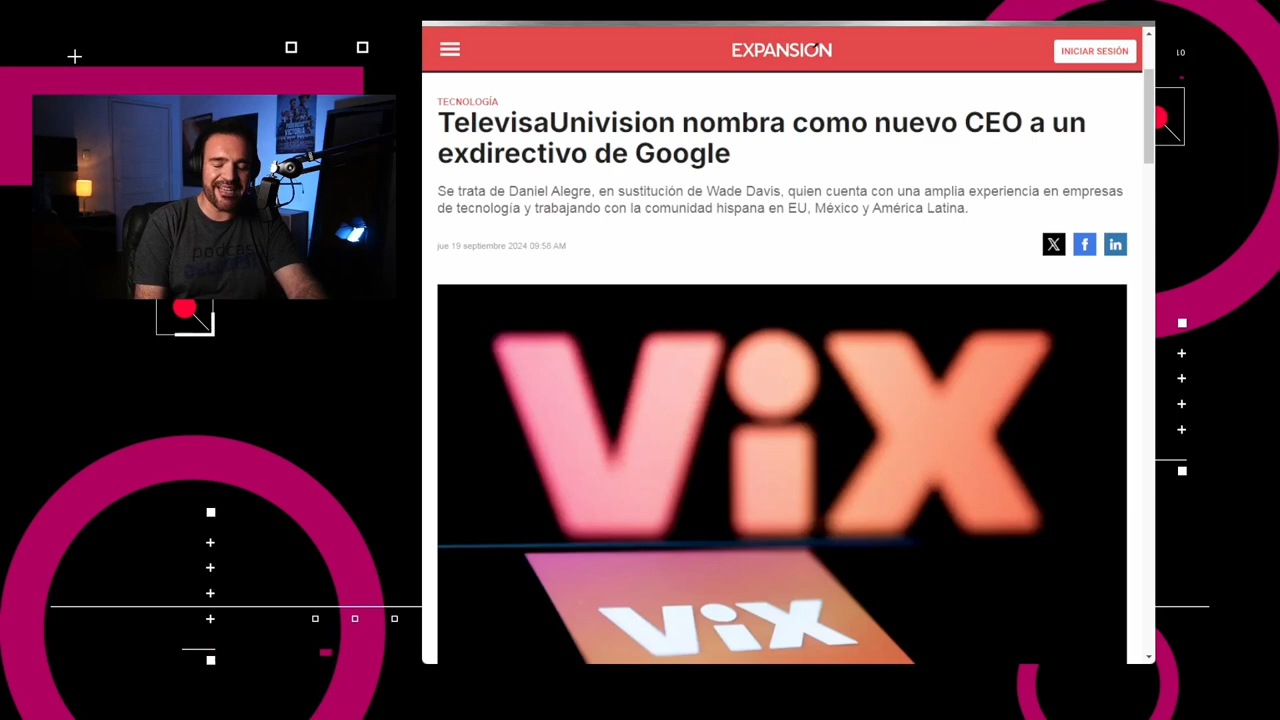 EXPANSIÓN
INICIAR SESIÓN
TECNOLOGÍA
TelevisaUnivision nombra como nuevo CEO a un
exdirectivo de Google
Se trata de Daniel Alegre, en sustitución de Wade Davis, quien cuenta con una amplia experiencia en empresas
de tecnología y trabajando con la comunidad hispana en EU, México y América Latina.
jue 19 septiembre 2024 09:56 AM
ViX
ViX
podcas